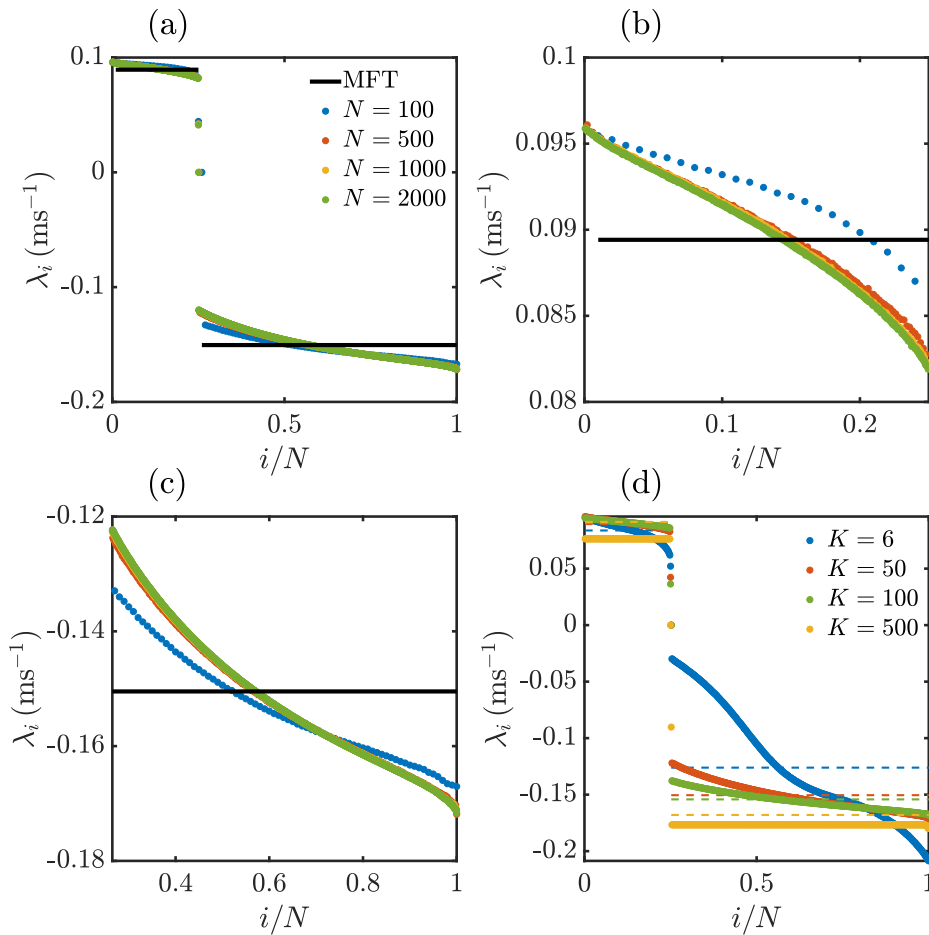 (a)
0.1
0
-0.1
-0.2
0
0.5
1
λi (ms−1)
i/N
MFT
N = 100
N = 500
N = 1000
N = 2000
(b)
0.1
0.095
0.09
0.085
0.08
0
0.1
0.2
λi (ms−1)
i/N
(c)
-0.12
-0.14
-0.16
-0.18
0.4
0.6
0.8
1
λi (ms−1)
i/N
(d)
0.05
0
-0.05
-0.1
-0.15
-0.2
0
0.5
1
λi (ms−1)
i/N
K = 6
K = 50
K = 100
K = 500